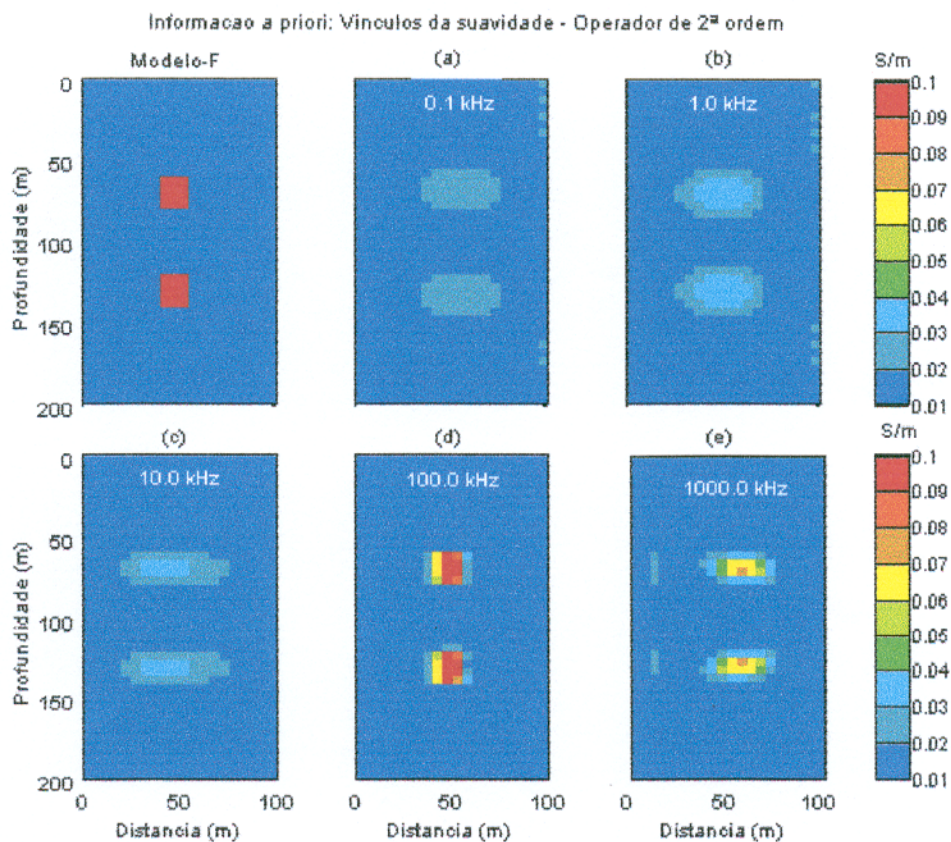 Informacao a priori: Vinculos da suavidade - Operador de 2ª ordem
Modelo-F
(a)
(b)
S/m
0.1 kHz
1.0 kHz
Profundidade (m)
0
50
100
150
200
0.1
0.09
0.08
0.07
0.06
0.05
0.04
0.03
0.02
0.01
(c)
(d)
(e)
S/m
10.0 kHz
100.0 kHz
1000.0 kHz
Profundidade (m)
0
50
100
150
200
0.1
0.09
0.08
0.07
0.06
0.05
0.04
0.03
0.02
0.01
0 50 100
0 50 100
0 50 100
Distancia (m)
Distancia (m)
Distancia (m)